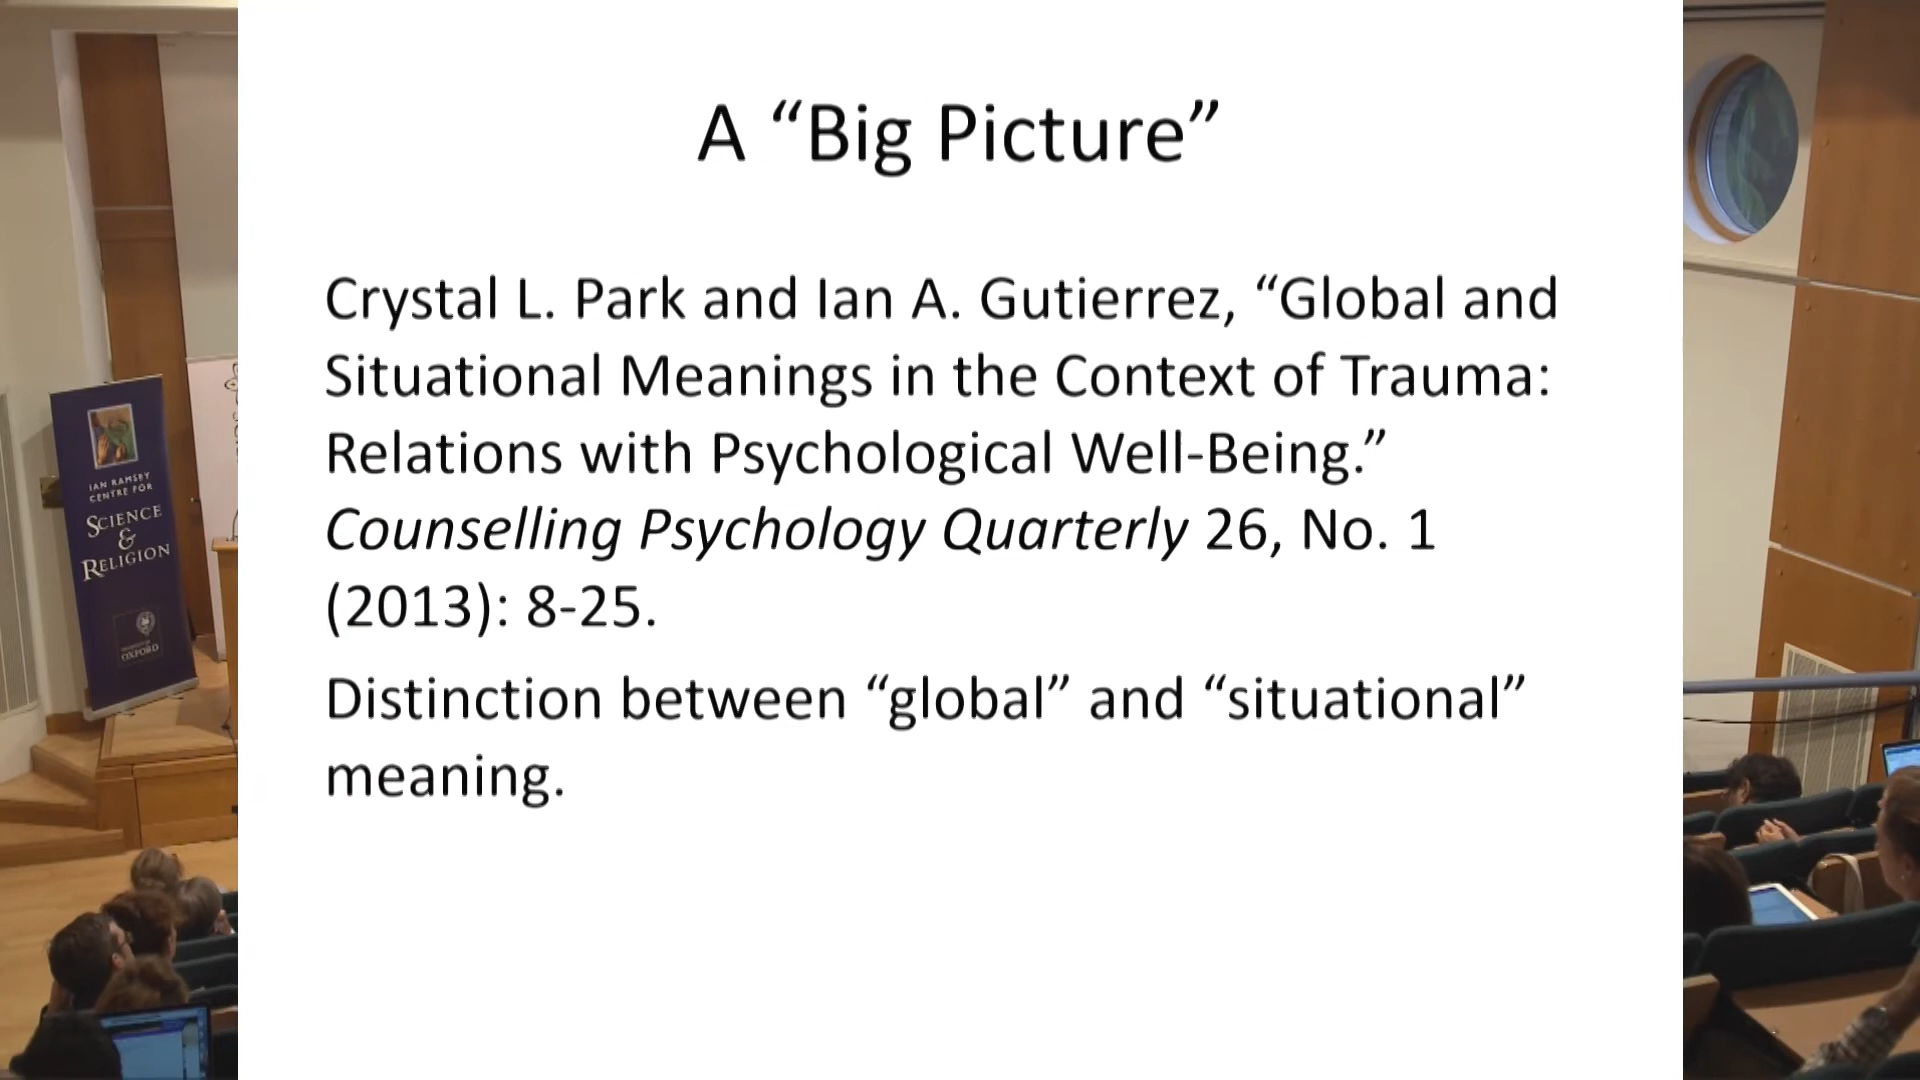 A “Big Picture”
Crystal L. Park and Ian A. Gutierrez, “Global and
Situational Meanings in the Context of Trauma:
Relations with Psychological Well-Being.”
Counselling Psychology Quarterly 26, No. 1
(2013): 8-25.
Distinction between “global” and “situational”
meaning.
IAN RAMSEY
CENTRE FOR
SCIENCE
&
RELIGION
OXFORD